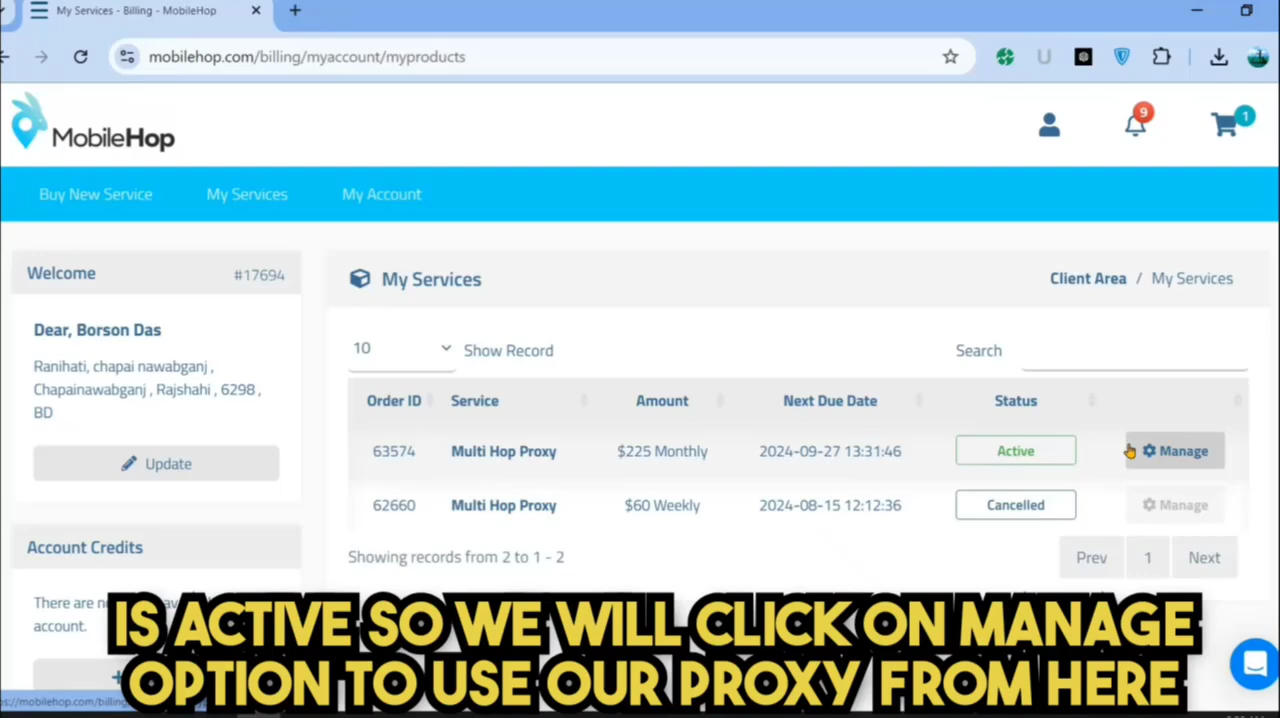 My Services - Billing - MobileHop
mobilehop.com/billing/myaccount/myproducts
MobileHop
9
1
Buy New Service My Services My Account
Welcome #17694
Dear, Borson Das
Ranihati, chapai nawabganj ,
Chapainawabganj , Rajshahi , 6298 ,
BD
Update
Account Credits
There are no
account.
My Services
Client Area / My Services
10 Show Record
Search
Order ID Service Amount Next Due Date Status
63574 Multi Hop Proxy $225 Monthly 2024-09-27 13:31:46 Active Manage
62660 Multi Hop Proxy $60 Weekly 2024-08-15 12:12:36 Cancelled Manage
Showing records from 2 to 1 - 2
Prev 1 Next
IS ACTIVE SO WE WILL CLICK ON MANAGE
OPTION TO USE OUR PROXY FROM HERE